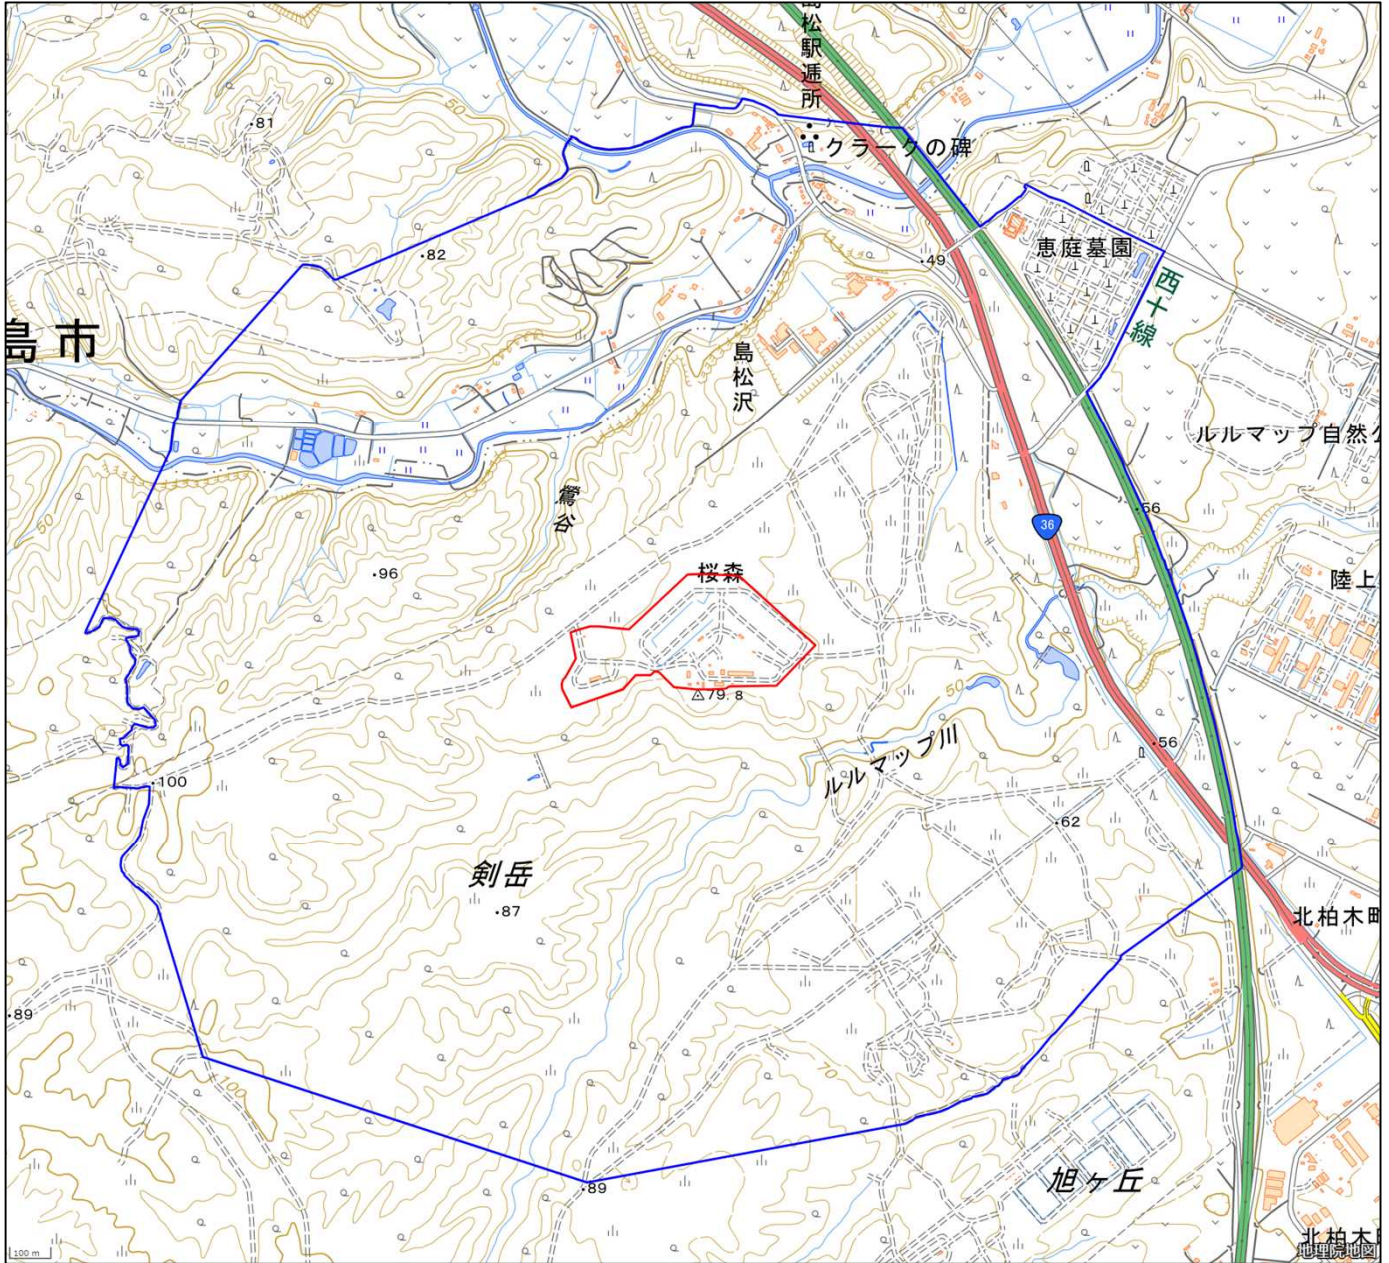 島松駅逓所
クラークの碑
81
50
82
49
恵庭墓園
西十線
島市
島松沢
ルルマップ自然公
50
鶯谷
36
56
96
桜森
陸上
79.8
50
ルルマップ川
56
100
62
剣岳
87
北柏木町
89
100
70
89
旭ヶ丘
北柏木町
100 m
地理院地図